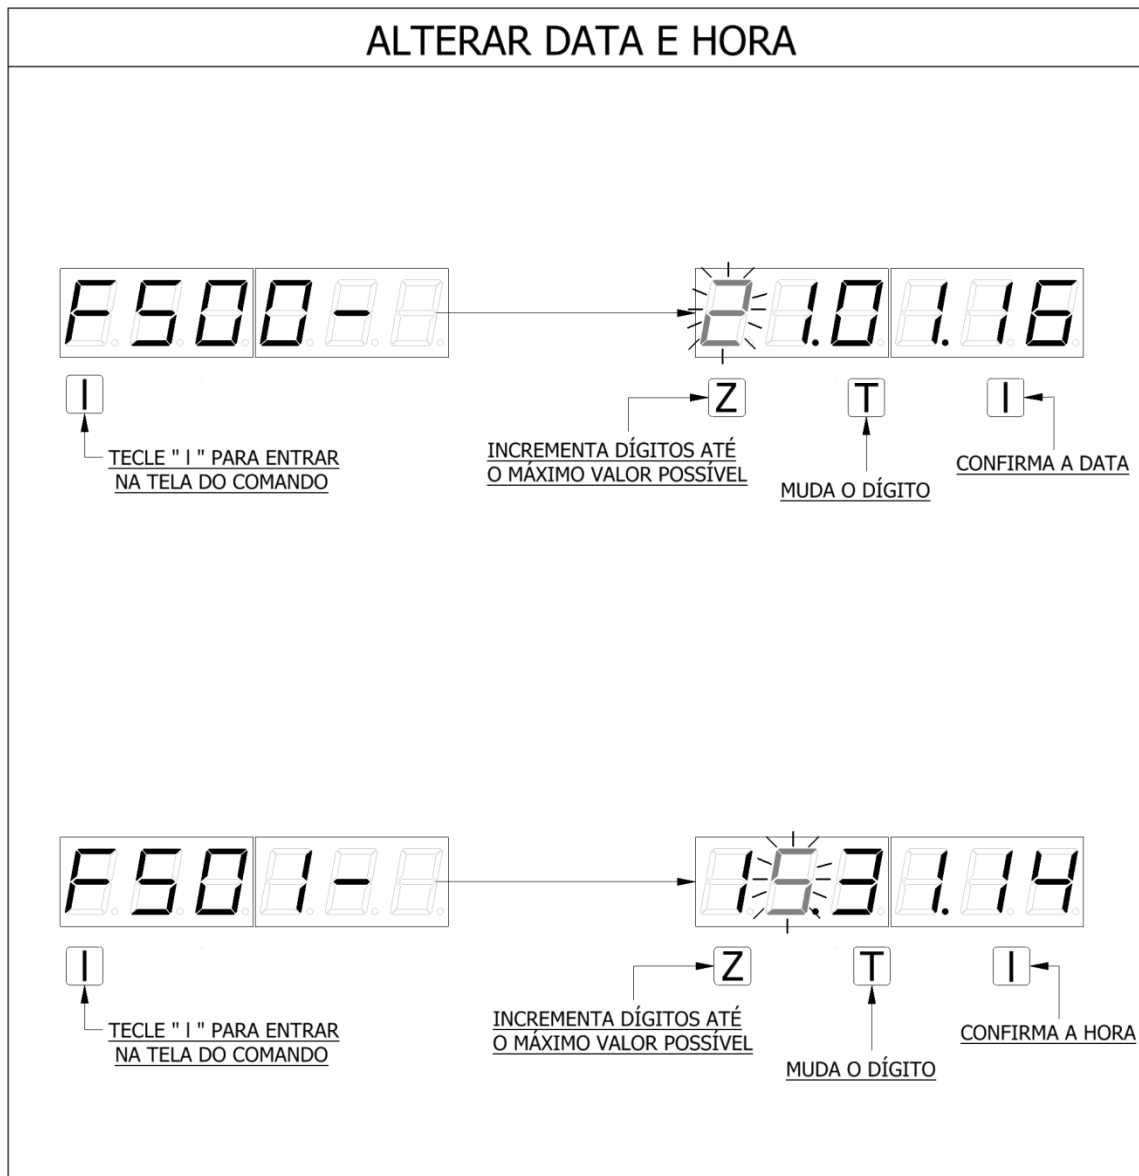 ALTERAR DATA E HORA
F500-
21.01.16
I
Z
T
I
TECLE " I " PARA ENTRAR
NA TELA DO COMANDO
INCREMENTA DÍGITOS ATÉ
O MÁXIMO VALOR POSSÍVEL
MUDA O DÍGITO
CONFIRMA A DATA
F501-
15.31.14
I
Z
T
I
TECLE " I " PARA ENTRAR
NA TELA DO COMANDO
INCREMENTA DÍGITOS ATÉ
O MÁXIMO VALOR POSSÍVEL
MUDA O DÍGITO
CONFIRMA A HORA